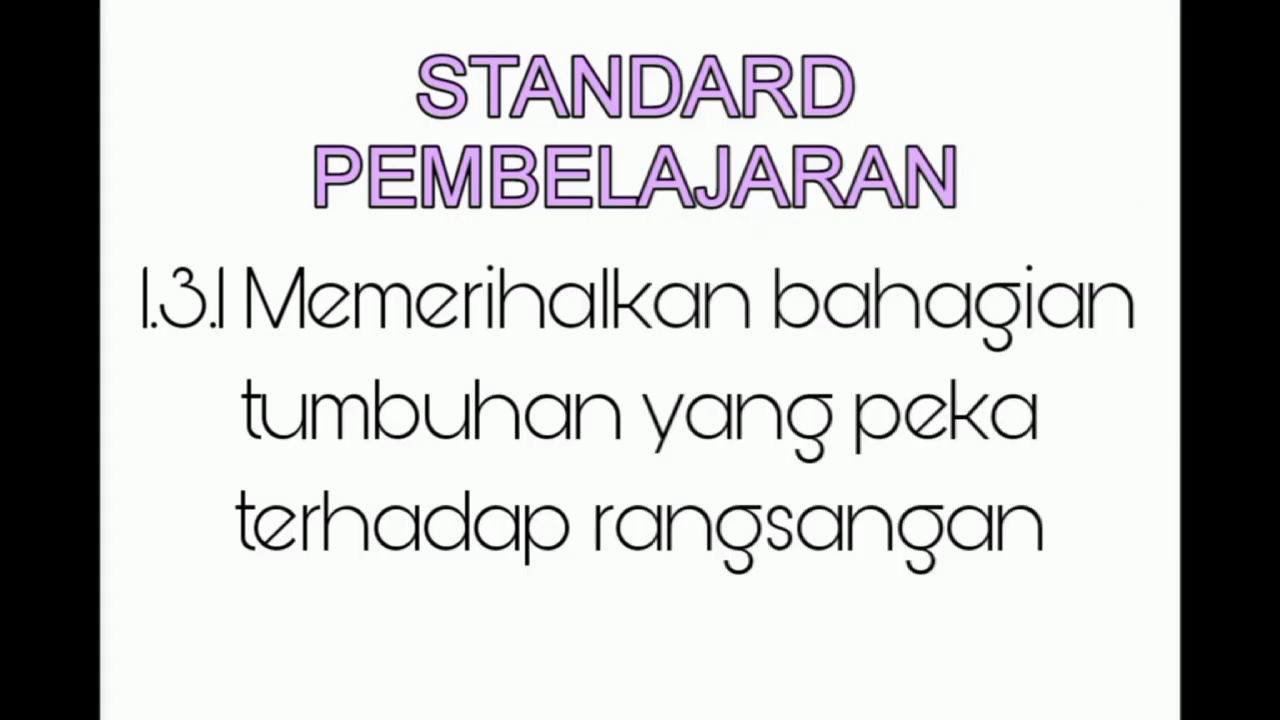 STANDARD
PEMBELAJARAN
1.3.1 Memerihalkan bahagian
tumbuhan yang peka
terhadap rangsangan